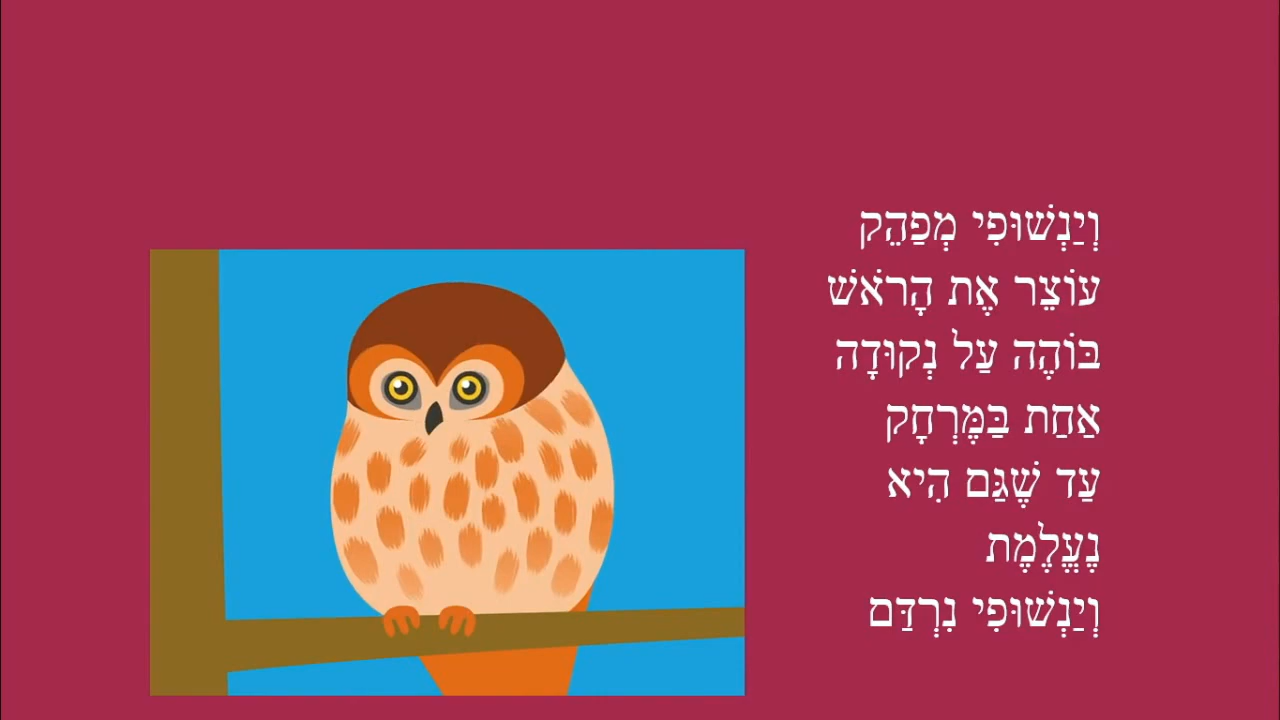 וְיַנְשׁוּפִי מְפַהֵק
עוֹצֵר אֶת הָרֹאשׁ
בּוֹהֶה עַל נְקוּדָה
אַחַת בַּמֶּרְחָק
עַד שֶׁגַּם הִיא
נֶעֱלֶמֶת
וְיַנְשׁוּפִי נִרְדַּם